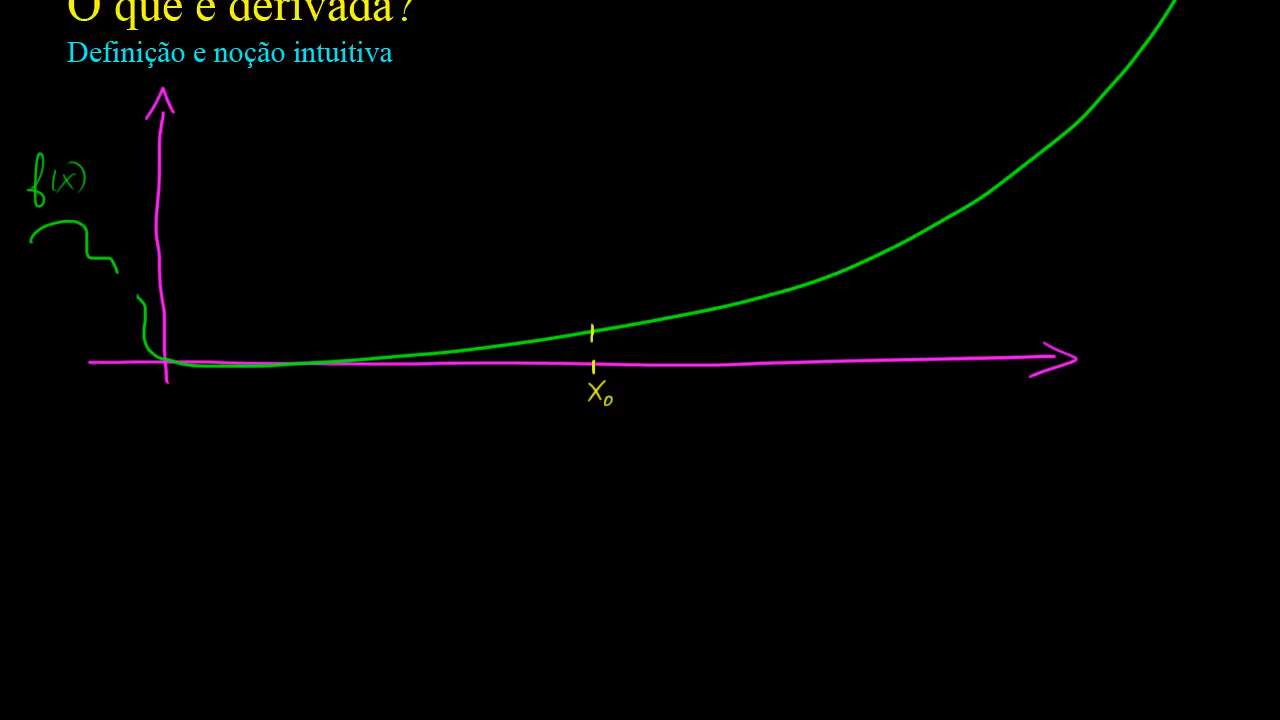 O que é derivada?
Definição e noção intuitiva
f(x)
x₀